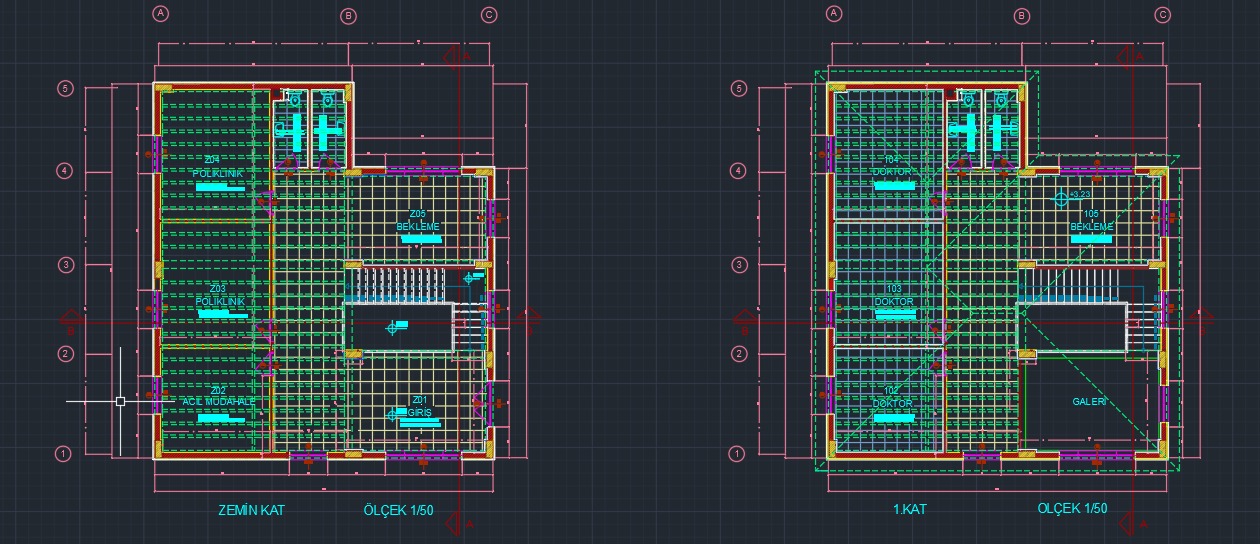 A B C
5
4
3
2
1
A
Z04
POLİKLİNİK
Z05
BEKLEME
Z03
POLİKLİNİK
B
B
Z02
ACİL MÜDAHALE
Z01
GİRİŞ
A
ZEMİN KAT ÖLÇEK 1/50
A B C
5
4
3
2
1
A
104
DOKTOR
+3.23
105
BEKLEME
103
DOKTOR
B
B
102
DOKTOR
GALERİ
A
1.KAT OLÇEK 1/50